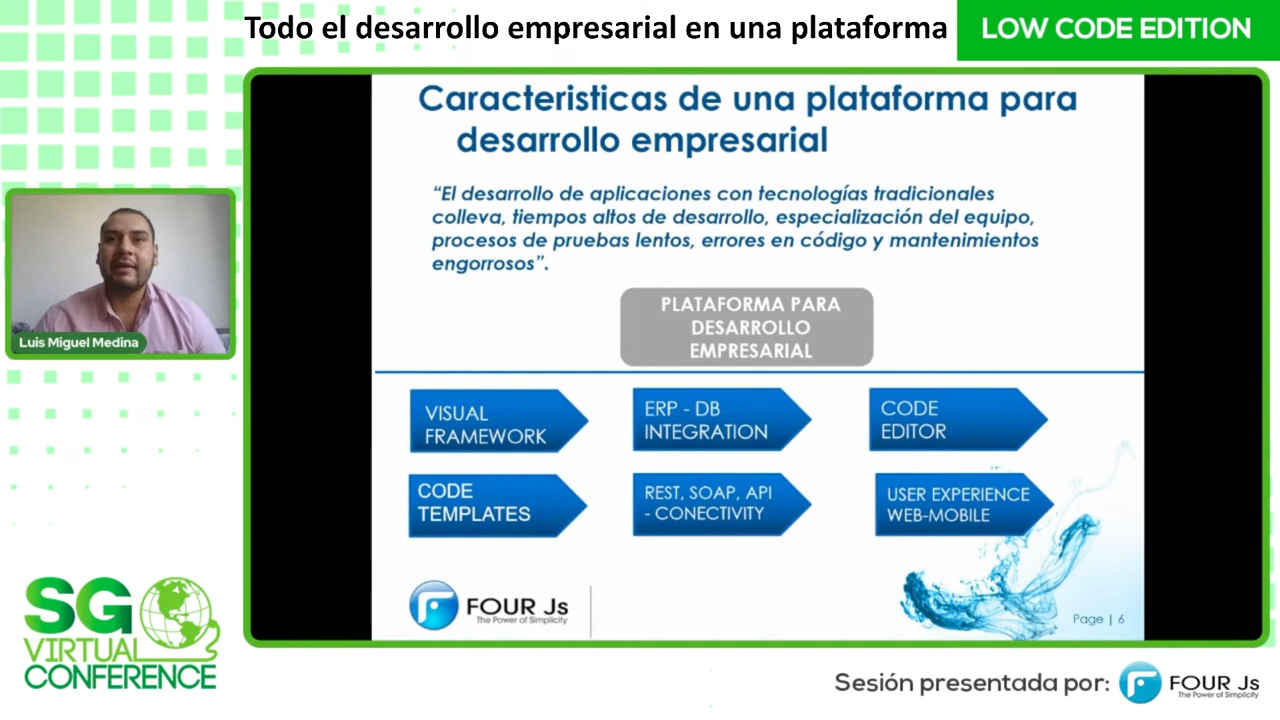 Todo el desarrollo empresarial en una plataforma
LOW CODE EDITION
Caracteristicas de una plataforma para
desarrollo empresarial
“El desarrollo de aplicaciones con tecnologías tradicionales
colleva, tiempos altos de desarrollo, especialización del equipo,
procesos de pruebas lentos, errores en código y mantenimientos
engorrosos”.
PLATAFORMA PARA
DESARROLLO
EMPRESARIAL
VISUAL
FRAMEWORK
ERP - DB
INTEGRATION
CODE
EDITOR
CODE
TEMPLATES
REST, SOAP, API
- CONECTIVITY
USER EXPERIENCE
WEB-MOBILE
FOUR Js
The Power of Simplicity
Page | 6
Luis Miguel Medina
SG
VIRTUAL
CONFERENCE
Sesión presentada por:
FOUR Js
The Power of Simplicity